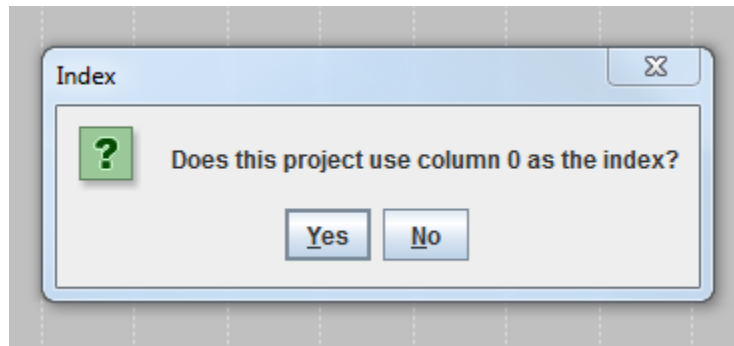 Index
Does this project use column 0 as the index?
Yes No